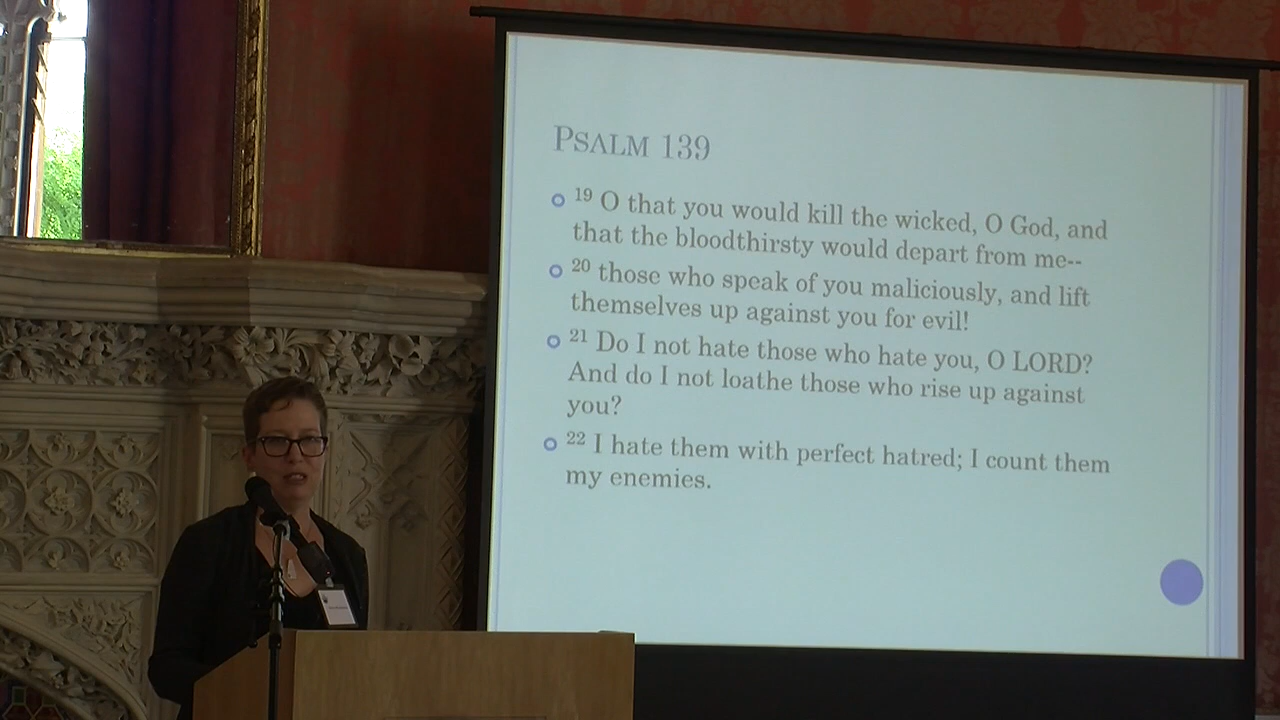 PSALM 139
19 O that you would kill the wicked, O God, and
that the bloodthirsty would depart from me--
20 those who speak of you maliciously, and lift
themselves up against you for evil!
21 Do I not hate those who hate you, O LORD?
And do I not loathe those who rise up against
you?
22 I hate them with perfect hatred; I count them
my enemies.